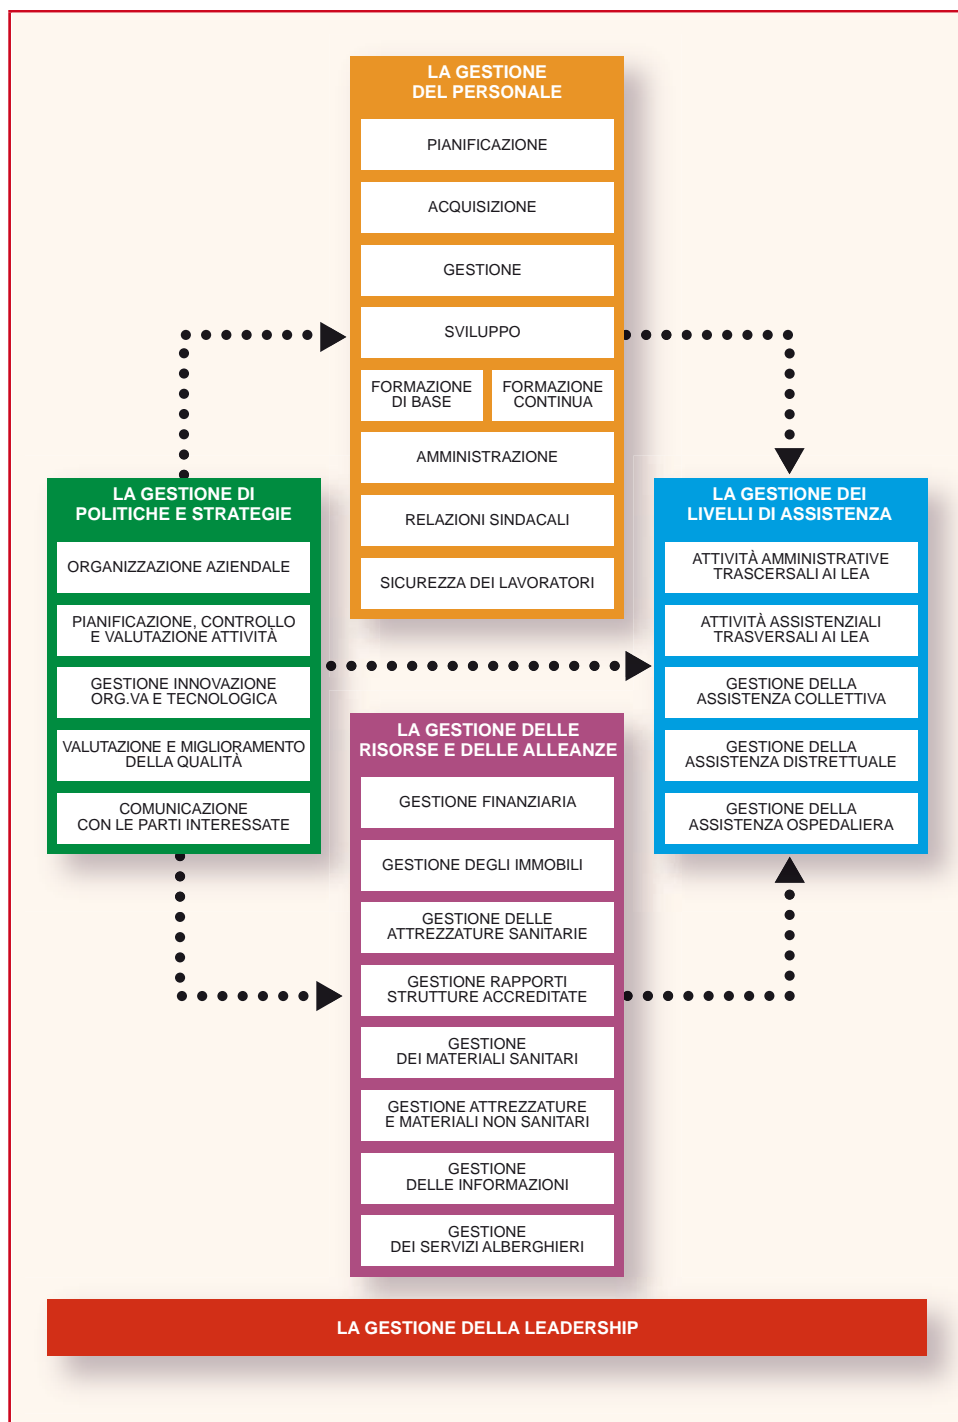 LA GESTIONE
DEL PERSONALE
PIANIFICAZIONE
ACQUISIZIONE
GESTIONE
SVILUPPO
FORMAZIONE
DI BASE
FORMAZIONE
CONTINUA
AMMINISTRAZIONE
RELAZIONI SINDACALI
SICUREZZA DEI LAVORATORI
LA GESTIONE DI
POLITICHE E STRATEGIE
ORGANIZZAZIONE AZIENDALE
PIANIFICAZIONE, CONTROLLO
E VALUTAZIONE ATTIVITÀ
GESTIONE INNOVAZIONE
ORG.VA E TECNOLOGICA
VALUTAZIONE E MIGLIORAMENTO
DELLA QUALITÀ
COMUNICAZIONE
CON LE PARTI INTERESSATE
LA GESTIONE DEI
LIVELLI DI ASSISTENZA
ATTIVITÀ AMMINISTRATIVE
TRASCERSALI AI LEA
ATTIVITÀ ASSISTENZIALI
TRASVERSALI AI LEA
GESTIONE DELLA
ASSISTENZA COLLETTIVA
GESTIONE DELLA
ASSISTENZA DISTRETTUALE
GESTIONE DELLA
ASSISTENZA OSPEDALIERA
LA GESTIONE DELLE
RISORSE E DELLE ALLEANZE
GESTIONE FINANZIARIA
GESTIONE DEGLI IMMOBILI
GESTIONE DELLE
ATTREZZATURE SANITARIE
GESTIONE RAPPORTI
STRUTTURE ACCREDITATE
GESTIONE
DEI MATERIALI SANITARI
GESTIONE ATTREZZATURE
E MATERIALI NON SANITARI
GESTIONE
DELLE INFORMAZIONI
GESTIONE
DEI SERVIZI ALBERGHIERI
LA GESTIONE DELLA LEADERSHIP